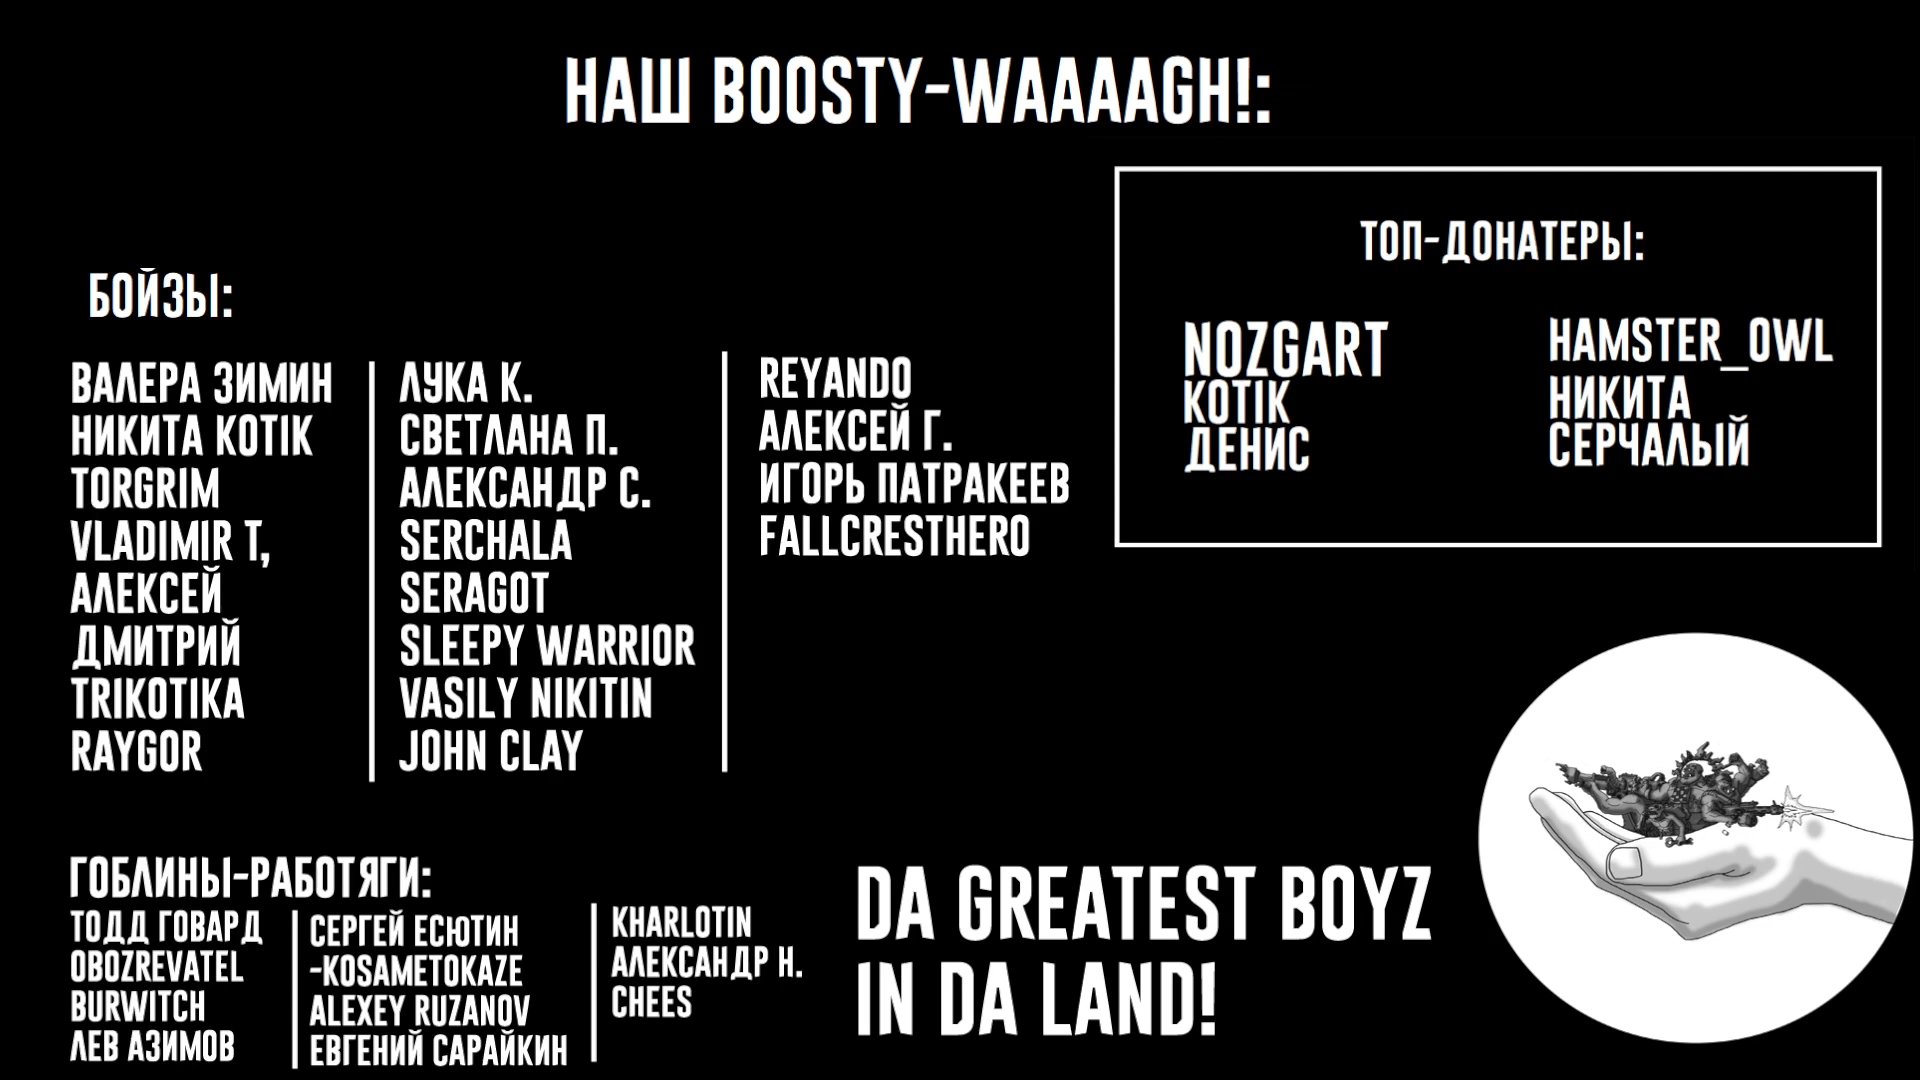 НАШ BOOSTY-WAAAAGH!:
БОЙЗЫ:
ВАЛЕРА ЗИМИН
НИКИТА KOTIK
TORGRIM
VLADIMIR T,
АЛЕКСЕЙ
ДМИТРИЙ
TRIKOTIKA
RAYGOR
ЛУКА К.
СВЕТЛАНА П.
АЛЕКСАНДР С.
SERCHALA
SERAGOT
SLEEPY WARRIOR
VASILY NIKITIN
JOHN CLAY
REYANDO
АЛЕКСЕЙ Г.
ИГОРЬ ПАТРАКЕЕВ
FALLCRESTHERO
ТОП-ДОНАТЕРЫ:
NOZGART
KOTIK
ДЕНИС
HAMSTER_OWL
НИКИТА
СЕРЧАЛЫЙ
ГОБЛИНЫ-РАБОТЯГИ:
ТОДД ГОВАРД
OBOZREVATEL
BURWITCH
ЛЕВ АЗИМОВ
СЕРГЕЙ ЕСЮТИН
-KOSAMETOKAZE
ALEXEY RUZANOV
ЕВГЕНИЙ САРАЙКИН
KHARLOTIN
АЛЕКСАНДР Н.
CHEES
DA GREATEST BOYZ
IN DA LAND!